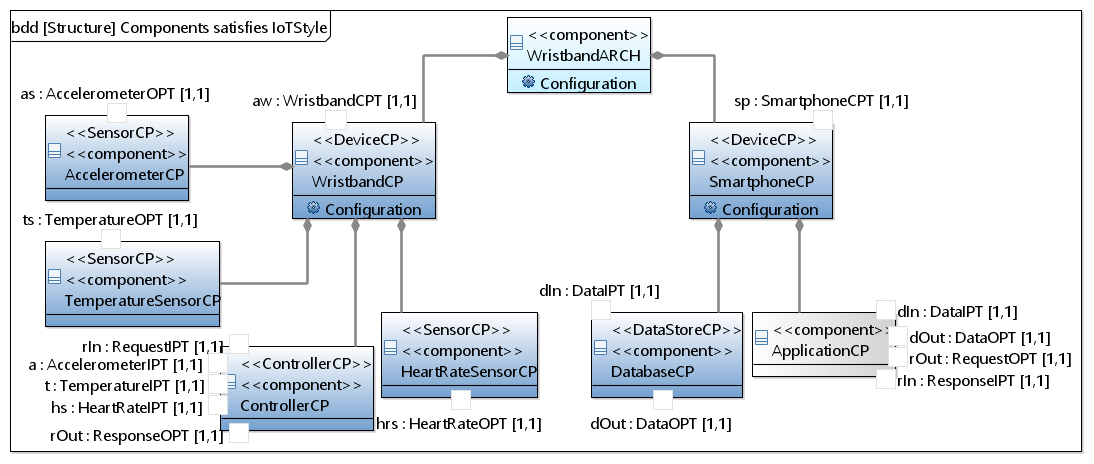 bdd [Structure] Components satisfies IoTStyle
<<component>>
WristbandARCH
Configuration
as : AccelerometerOPT [1,1]
<<SensorCP>>
<<component>>
AccelerometerCP
aw : WristbandCPT [1,1]
<<DeviceCP>>
<<component>>
WristbandCP
Configuration
sp : SmartphoneCPT [1,1]
<<DeviceCP>>
<<component>>
SmartphoneCP
Configuration
ts : TemperatureOPT [1,1]
<<SensorCP>>
<<component>>
TemperatureSensorCP
rIn : RequestIPT [1,1]
a : AccelerometerIPT [1,1]
t : TemperatureIPT [1,1]
hs : HeartRateIPT [1,1]
rOut : ResponseOPT [1,1]
<<ControllerCP>>
<<component>>
ControllerCP
<<SensorCP>>
<<component>>
HeartRateSensorCP
hrs : HeartRateOPT [1,1]
dIn : DataIPT [1,1]
<<DataStoreCP>>
<<component>>
DatabaseCP
dOut : DataOPT [1,1]
<<component>>
ApplicationCP
dIn : DataIPT [1,1]
dOut : DataOPT [1,1]
rOut : RequestOPT [1,1]
rIn : ResponseIPT [1,1]